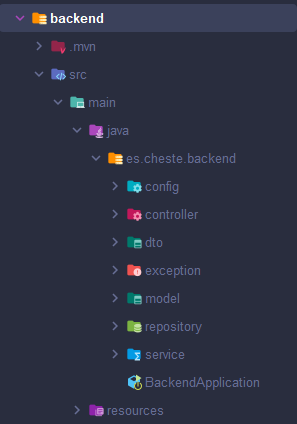 backend
.mvn
src
main
java
es.cheste.backend
config
controller
dto
exception
model
repository
service
BackendApplication
resources